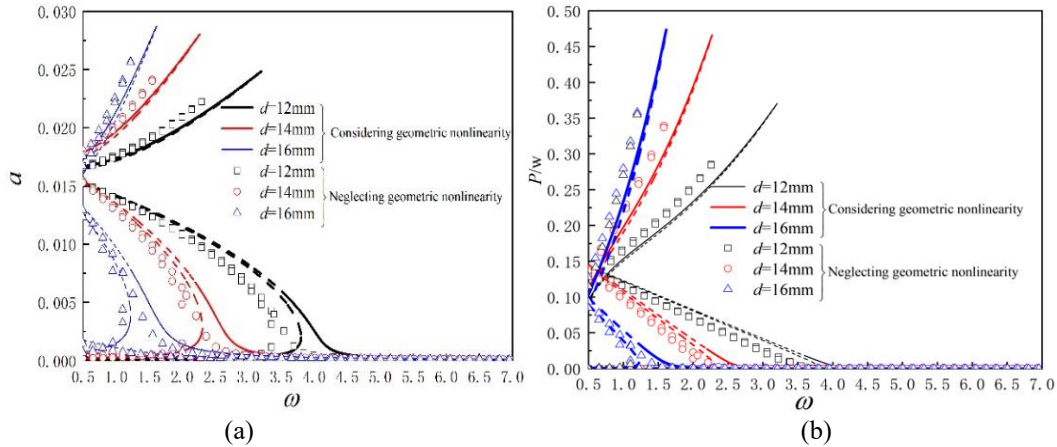 0.030
0.025
0.020
0.015
0.010
0.005
0.000
a
0.5 1.0 1.5 2.0 2.5 3.0 3.5 4.0 4.5 5.0 5.5 6.0 6.5 7.0
ω
d=12mm
d=14mm Considering geometric nonlinearity
d=16mm
d=12mm
d=14mm Neglecting geometric nonlinearity
d=16mm
(a)
0.50
0.45
0.40
0.35
0.30
0.25
0.20
0.15
0.10
0.05
0.00
P/w
0.5 1.0 1.5 2.0 2.5 3.0 3.5 4.0 4.5 5.0 5.5 6.0 6.5 7.0
ω
d=12mm
d=14mm Considering geometric nonlinearity
d=16mm
d=12mm
d=14mm Neglecting geometric nonlinearity
d=16mm
(b)